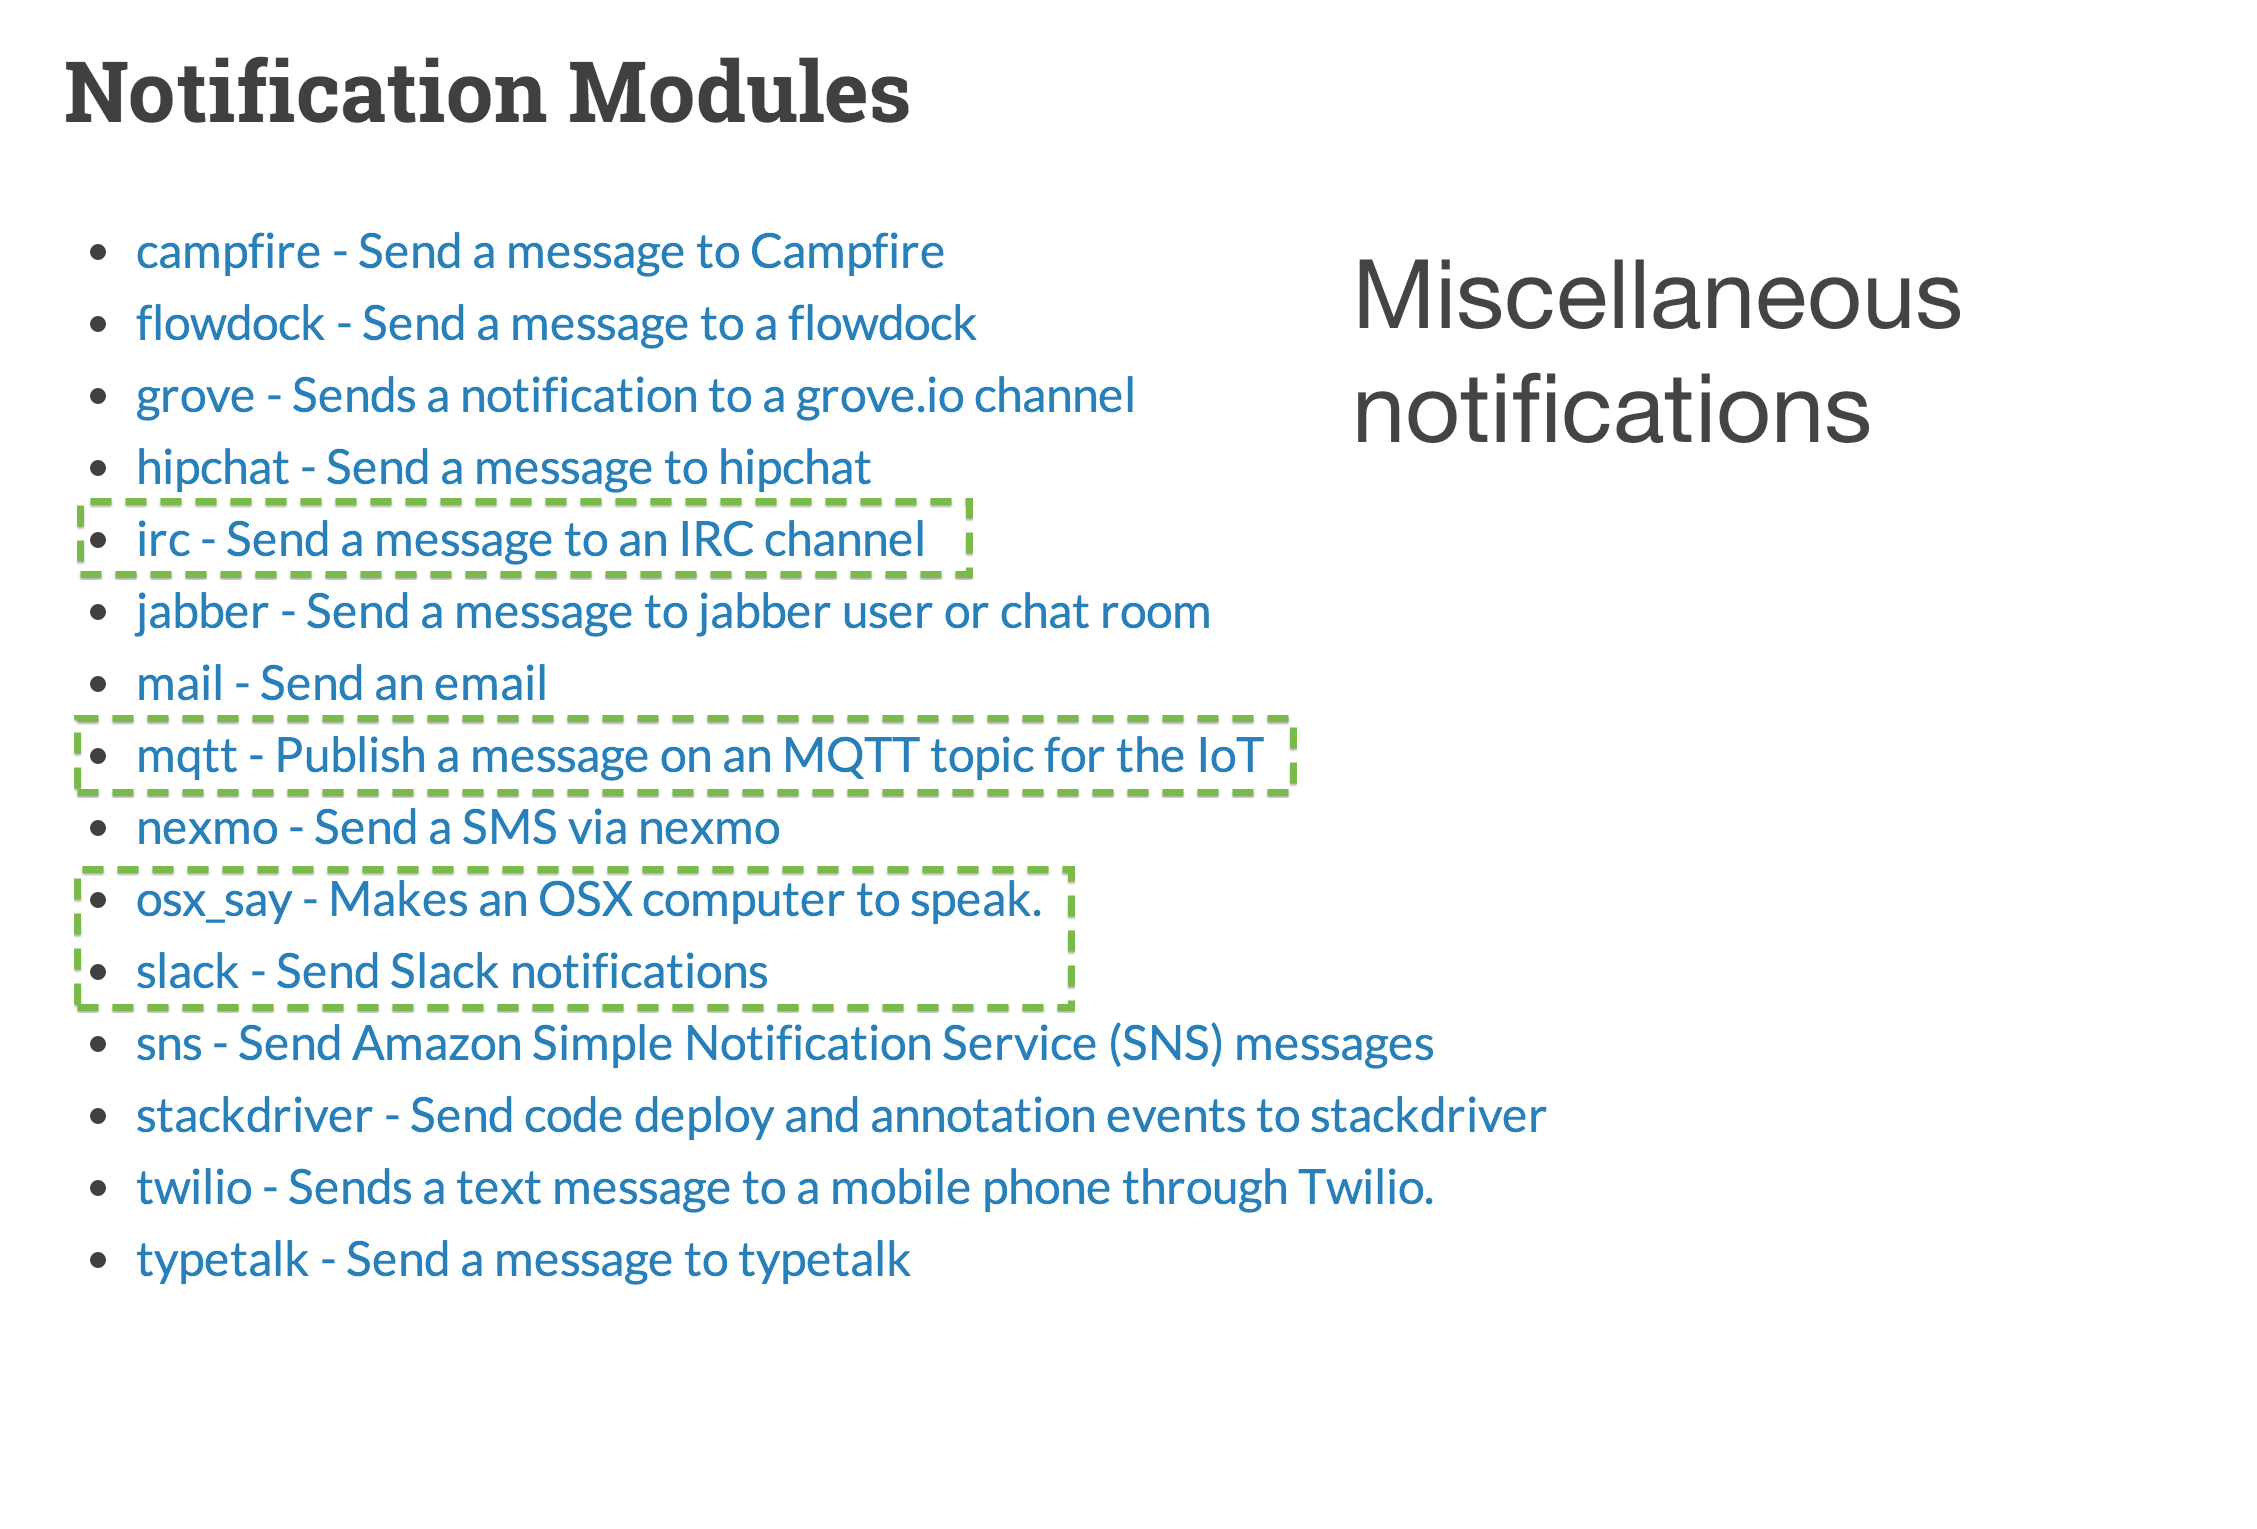 Notification Modules
• campfire - Send a message to Campfire
• flowdock - Send a message to a flowdock
• grove - Sends a notification to a grove.io channel
• hipchat - Send a message to hipchat
• irc - Send a message to an IRC channel
• jabber - Send a message to jabber user or chat room
• mail - Send an email
• mqtt - Publish a message on an MQTT topic for the IoT
• nexmo - Send a SMS via nexmo
• osx_say - Makes an OSX computer to speak.
• slack - Send Slack notifications
• sns - Send Amazon Simple Notification Service (SNS) messages
• stackdriver - Send code deploy and annotation events to stackdriver
• twilio - Sends a text message to a mobile phone through Twilio.
• typetalk - Send a message to typetalk
Miscellaneous
notifications